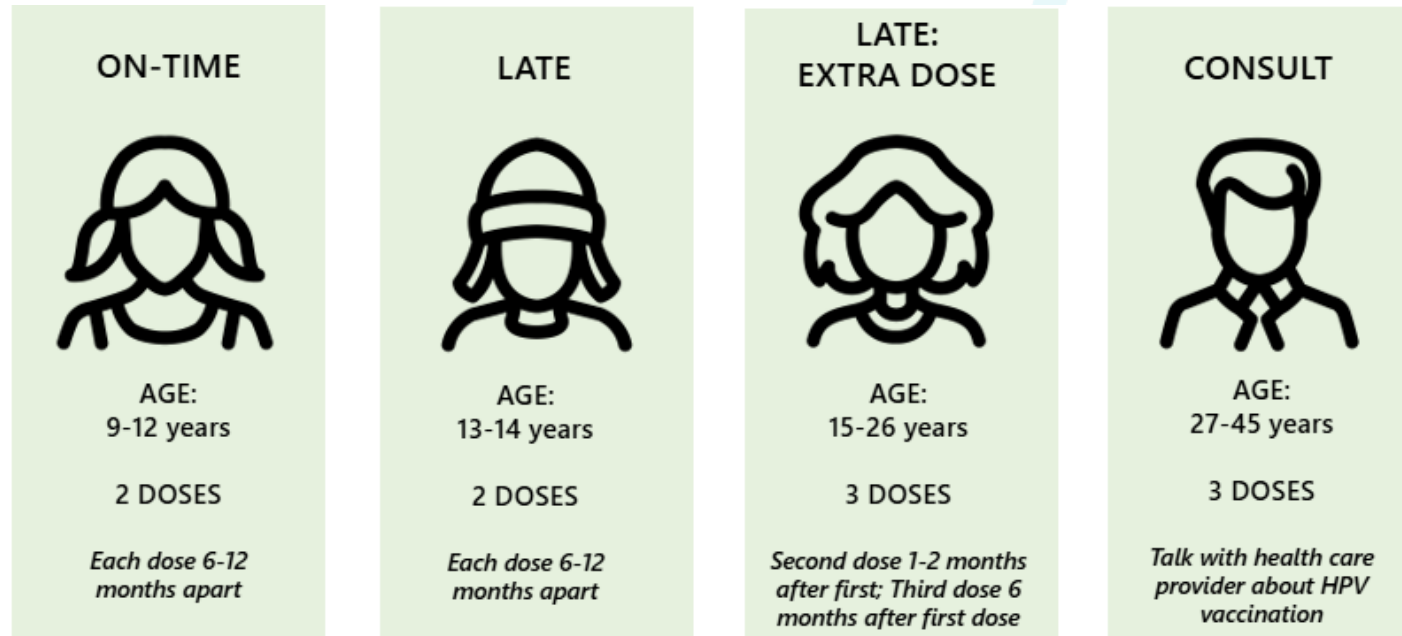 ON-TIME
AGE:
9-12 years
2 DOSES
Each dose 6-12
months apart
LATE
AGE:
13-14 years
2 DOSES
Each dose 6-12
months apart
LATE:
EXTRA DOSE
AGE:
15-26 years
3 DOSES
Second dose 1-2 months
after first; Third dose 6
months after first dose
CONSULT
AGE:
27-45 years
3 DOSES
Talk with health care
provider about HPV
vaccination